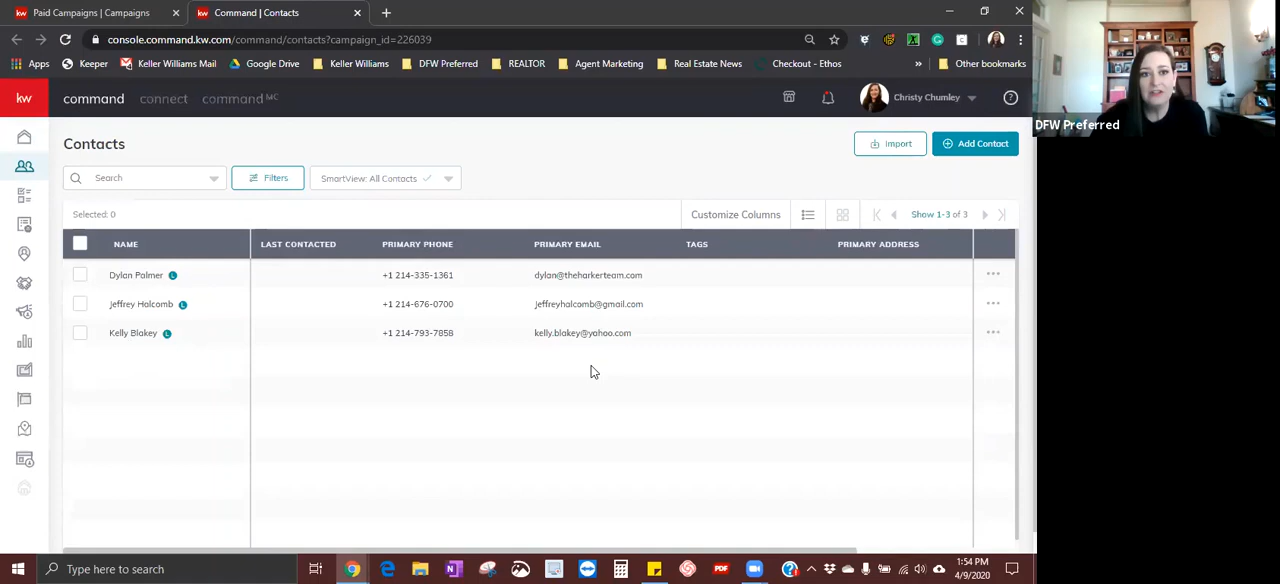 kw Paid Campaigns | Campaigns
kw Command | Contacts
console.command.kw.com/command/contacts?campaign_id=226039
Apps Keeper Keller Williams Mail Google Drive Keller Williams DFW Preferred REALTOR Agent Marketing Real Estate News Checkout - Ethos » Other bookmarks
kw command connect command MC Christy Chumley
DFW Preferred
Contacts Import Add Contact
Search Filters SmartView: All Contacts
Selected: 0 Customize Columns Show 1-3 of 3
NAME LAST CONTACTED PRIMARY PHONE PRIMARY EMAIL TAGS PRIMARY ADDRESS
Dylan Palmer L +1 214-335-1361 dylan@theharkerteam.com
Jeffrey Halcomb L +1 214-676-0700 Jeffreyhalcomb@gmail.com
Kelly Blakey L +1 214-793-7858 kelly.blakey@yahoo.com
Type here to search
PDF
1:54 PM
4/9/2020